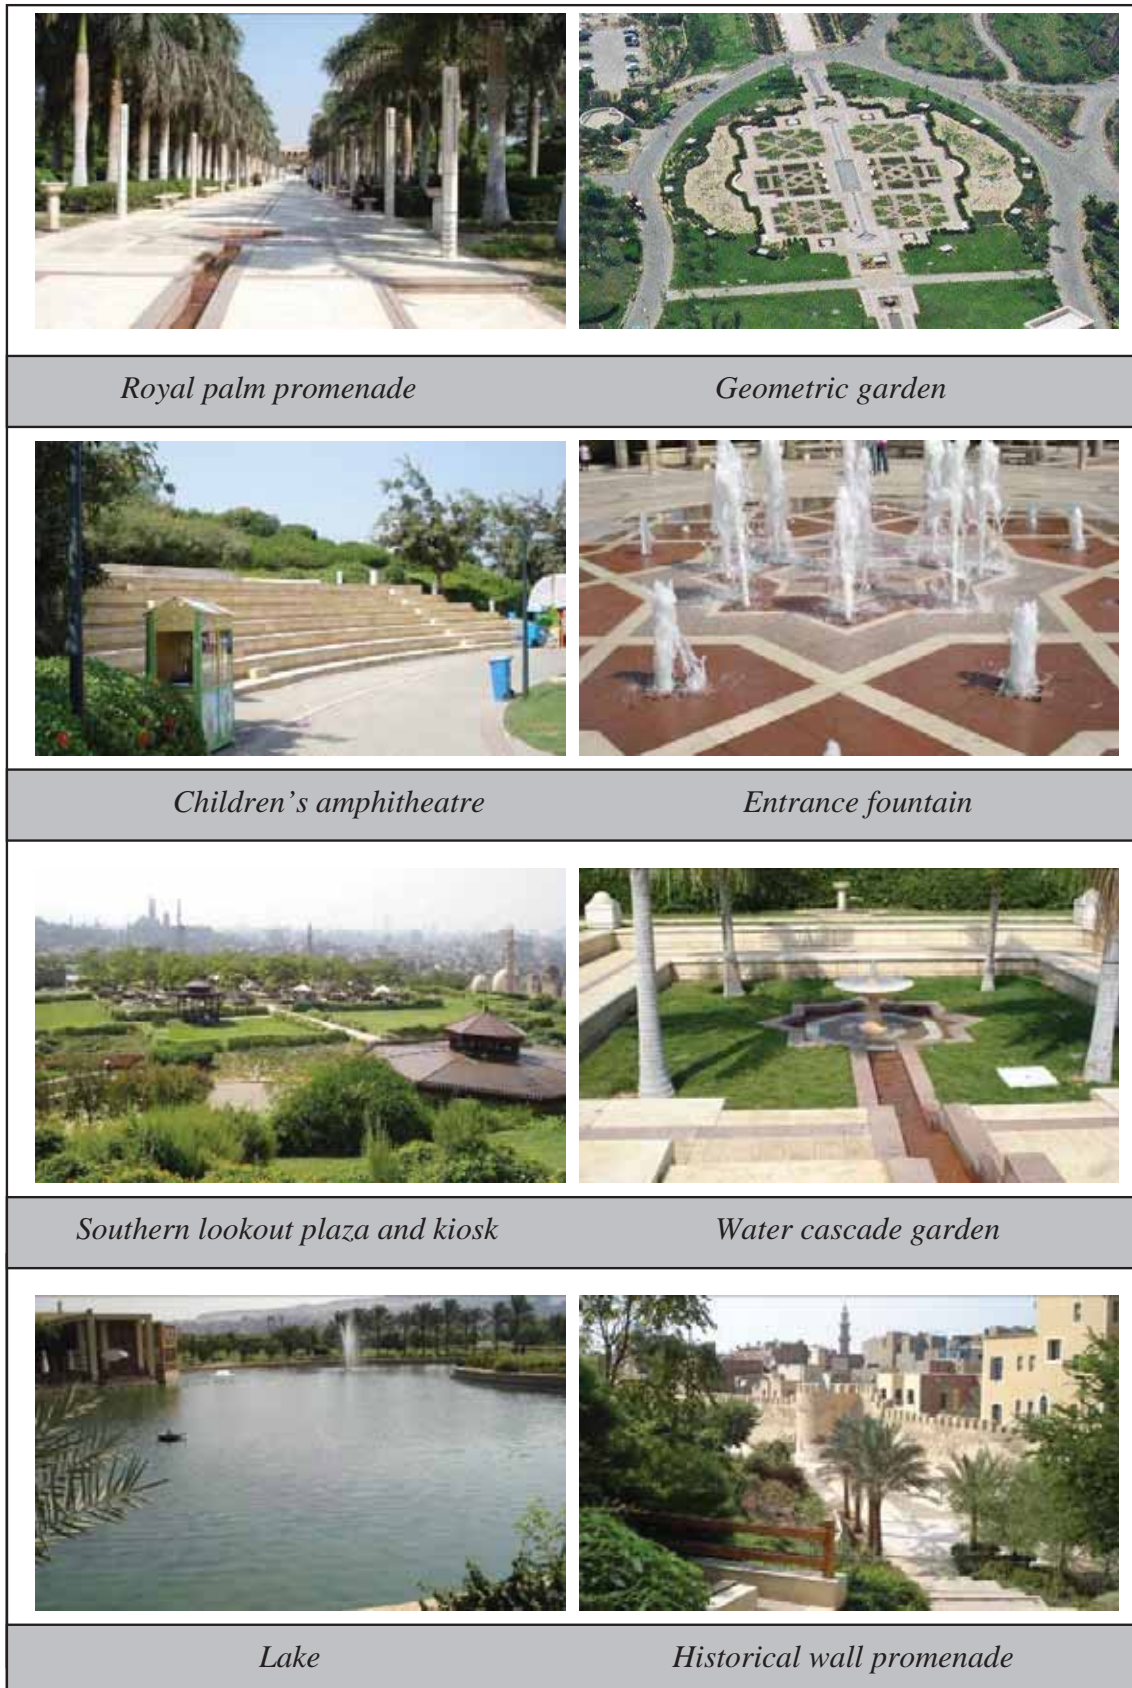 Royal palm promenade
Geometric garden
Children’s amphitheatre
Entrance fountain
Southern lookout plaza and kiosk
Water cascade garden
Lake
Historical wall promenade